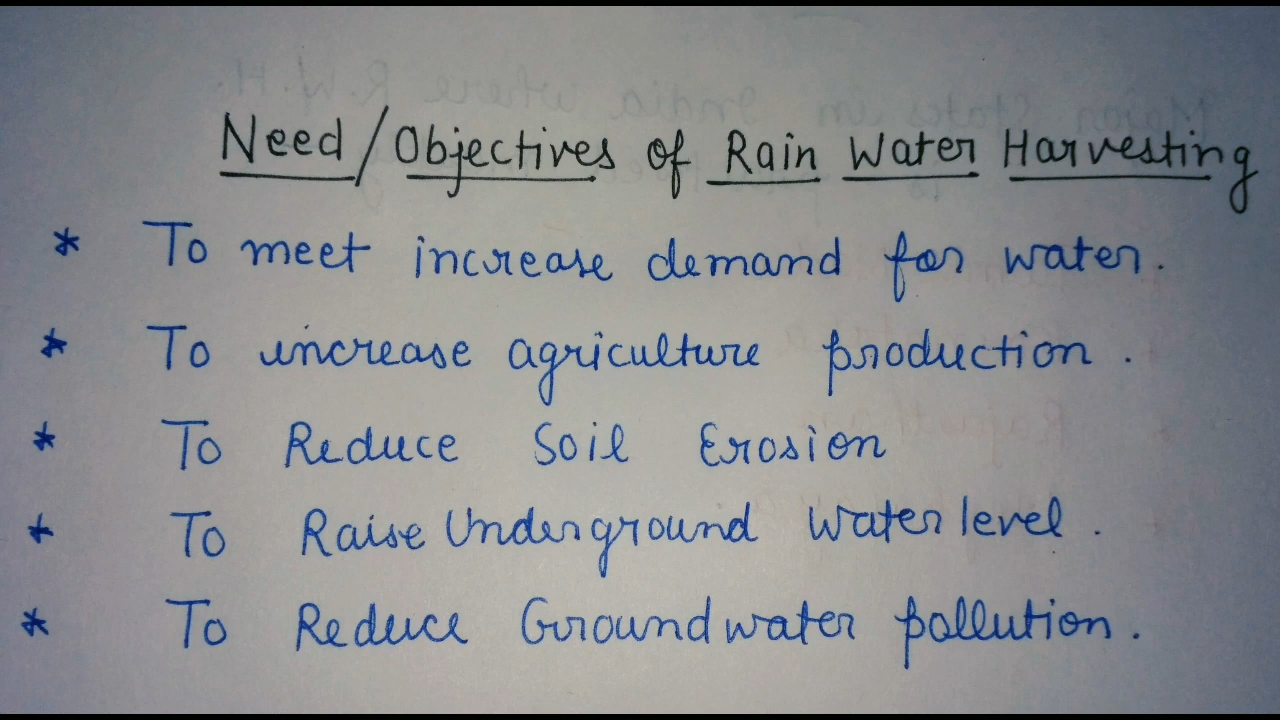 Need/Objectives of Rain Water Harvesting
* To meet increase demand for water.
* To increase agriculture production.
* To Reduce Soil Erosion
* To Raise Underground Water level.
* To Reduce Groundwater pollution.